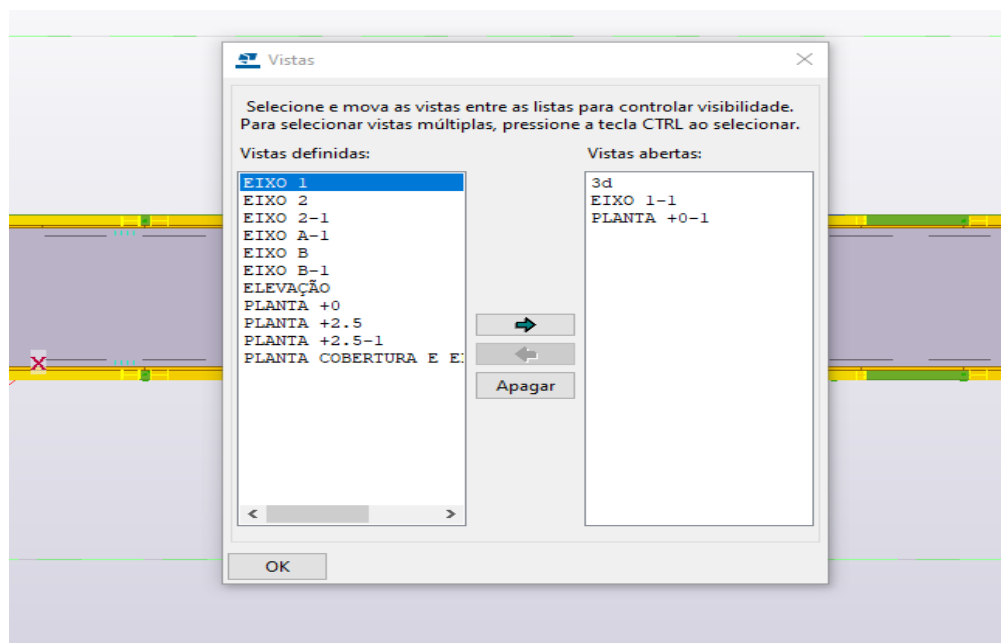 Vistas
Selecione e mova as vistas entre as listas para controlar visibilidade.
Para selecionar vistas múltiplas, pressione a tecla CTRL ao selecionar.
Vistas definidas:
EIXO 1
EIXO 2
EIXO 2-1
EIXO A-1
EIXO B
EIXO B-1
ELEVAÇÃO
PLANTA +0
PLANTA +2.5
PLANTA +2.5-1
PLANTA COBERTURA E
Vistas abertas:
3d
EIXO 1-1
PLANTA +0-1
Apagar
OK
X